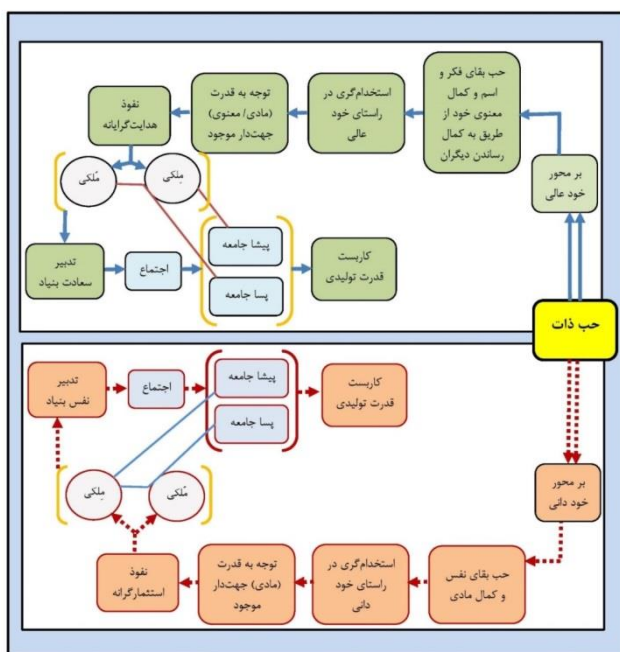 حب بقای فکر و
اسم و کمال
معنوی خود از
طریق به کمال
رساندن دیگران
استخدام‌گری در
راستای خود
عالی
توجه به قدرت
(مادی/ معنوی)
جهت‌دار موجود
نفوذ
هدایت‌گرایانه
بر محور
خود عالی
مِلکی
مُلکی
پیشا جامعه
پسا جامعه
کاربست
قدرت تولیدی
اجتماع
تدبیر
سعادت بنیاد
حب ذات
کاربست
قدرت تولیدی
پیشا جامعه
پسا جامعه
اجتماع
تدبیر
نفس بنیاد
مُلکی
مِلکی
بر محور
خود دانی
حب بقای نفس
و کمال مادی
استخدام‌گری در
راستای خود
دانی
توجه به قدرت
(مادی) جهت‌دار
موجود
نفوذ
استثمارگرانه